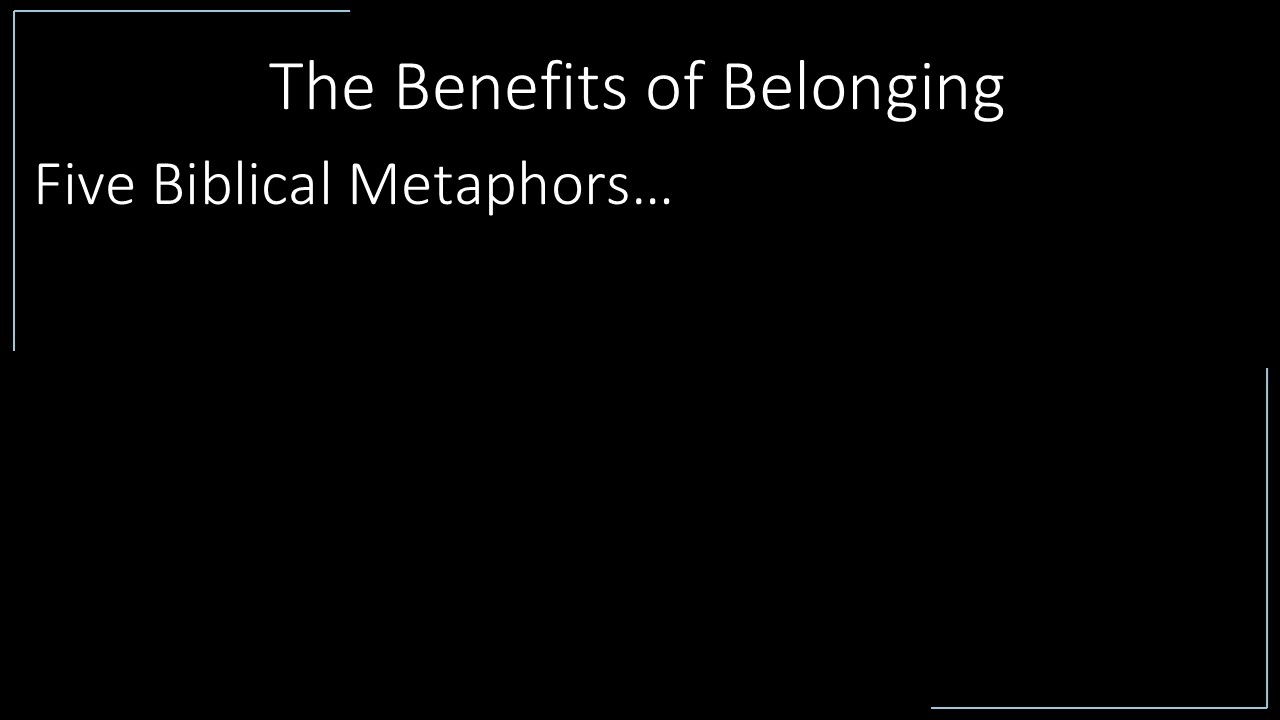 The Benefits of Belonging
Five Biblical Metaphors…